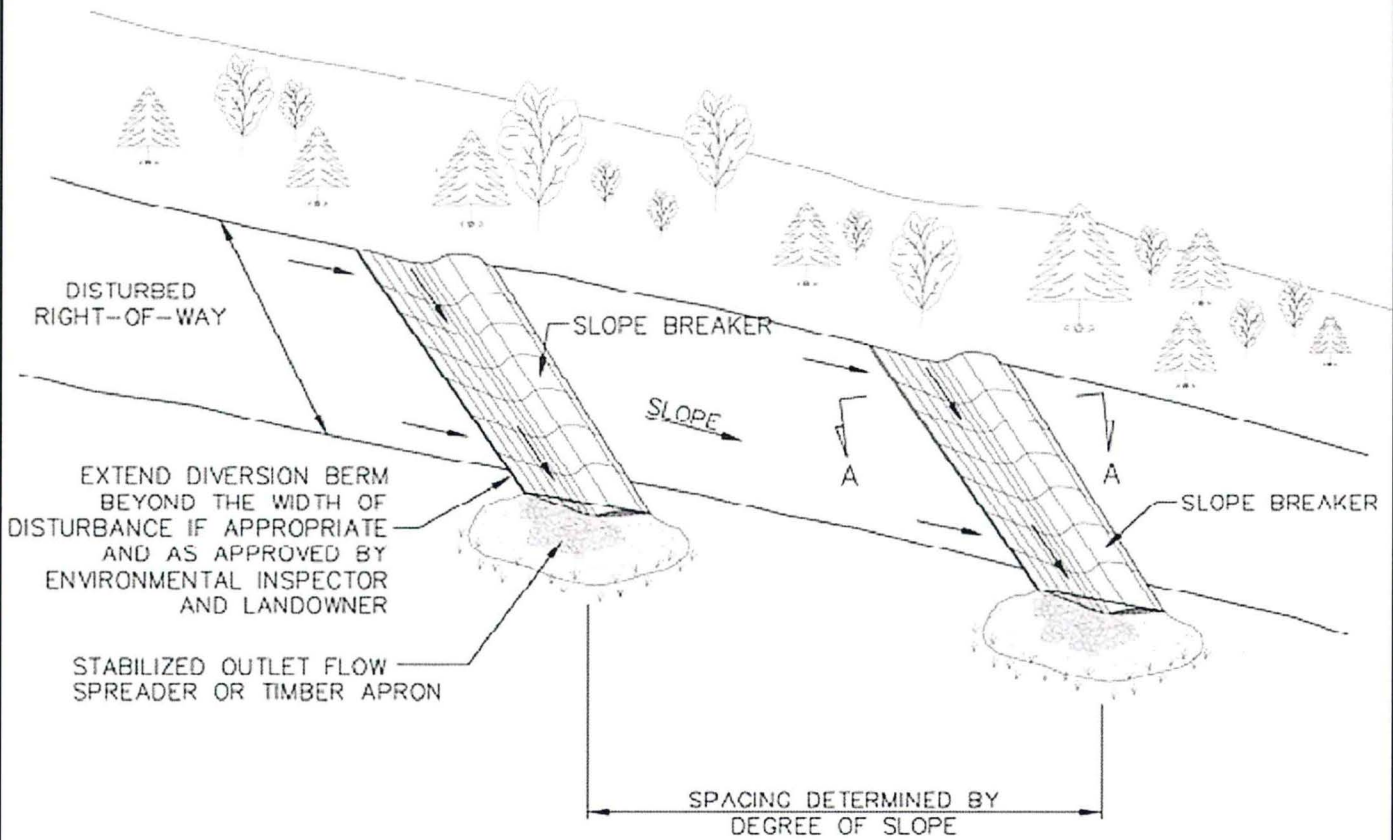 DISTURBED
RIGHT-OF-WAY
SLOPE BREAKER
SLOPE
A
A
SLOPE BREAKER
EXTEND DIVERSION BERM
BEYOND THE WIDTH OF
DISTURBANCE IF APPROPRIATE
AND AS APPROVED BY
ENVIRONMENTAL INSPECTOR
AND LANDOWNER
STABILIZED OUTLET FLOW
SPREADER OR TIMBER APRON
SPACING DETERMINED BY
DEGREE OF SLOPE